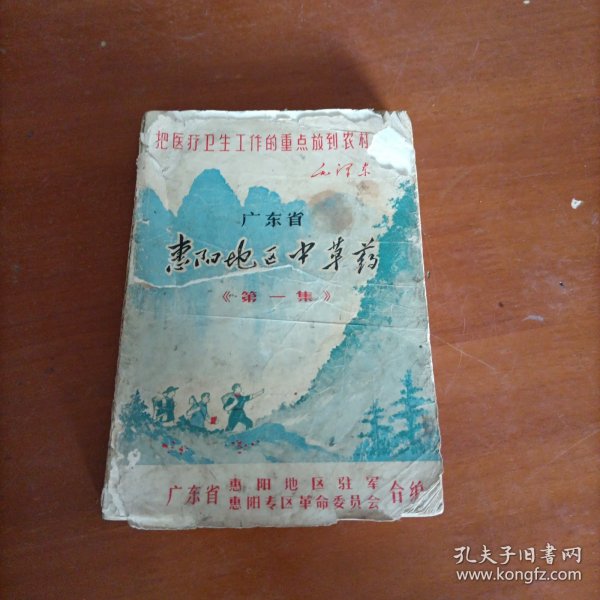 把医疗卫生工作的重点放到农村
毛泽东
广东省
惠阳地区中草药
《第一集》
广东省 惠阳地区驻军 合编
惠阳专区革命委员会
孔夫子旧书网
www.kongfz.com